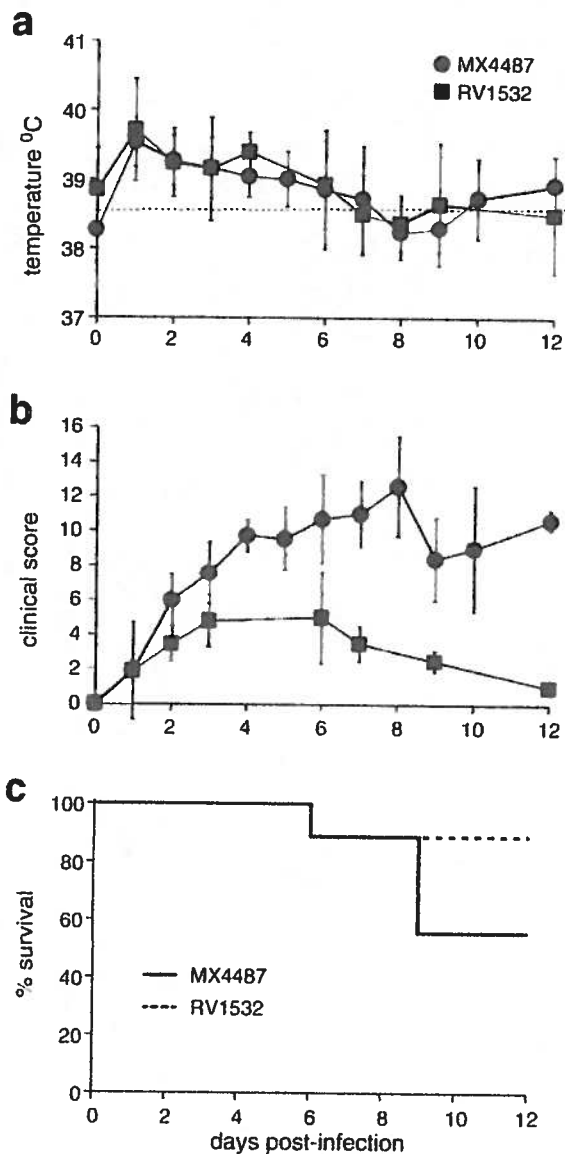 a
41
40
39
38
37
temperature ⁰C
MX4487
RV1532
0 2 4 6 8 10 12
b
16
14
12
10
8
6
4
2
0
clinical score
0 2 4 6 8 10 12
c
100
80
60
40
20
0
% survival
MX4487
RV1532
0 2 4 6 8 10 12
days post-infection